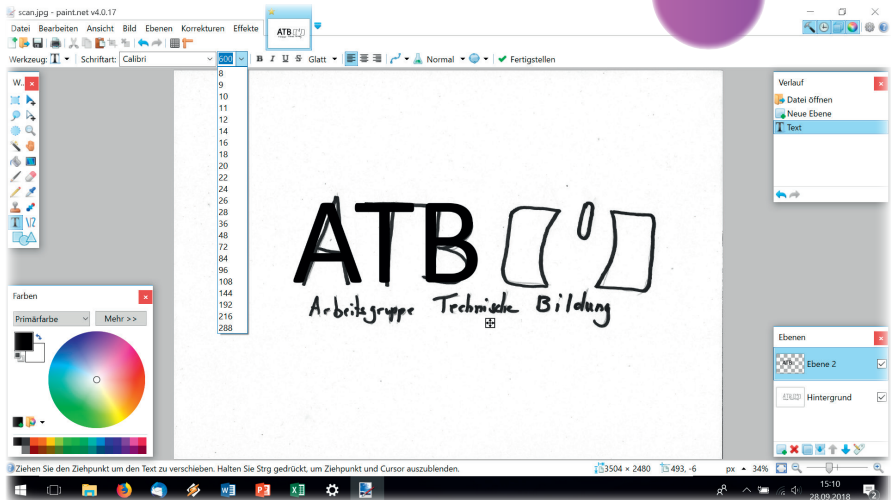 scan.jpg - paint.net v4.0.17
Datei Bearbeiten Ansicht Bild Ebenen Korrekturen Effekte
ATB
Werkzeug: T Schriftart: Calibri 600 B I U S Glatt Normal Fertigstellen
8
9
10
11
12
14
16
18
20
22
24
26
28
36
48
72
84
96
108
144
192
216
288
W...
Verlauf
Datei öffnen
Neue Ebene
Text
ATB
Arbeitsgruppe Technische Bildung
Farben
Primärfarbe Mehr >>
Ebenen
Ebene 2
Hintergrund
Ziehen Sie den Ziehpunkt um den Text zu verschieben. Halten Sie Strg gedrückt, um Ziehpunkt und Cursor auszublenden. 3504 × 2480 493, -6 px 34%
15:10
28.09.2018